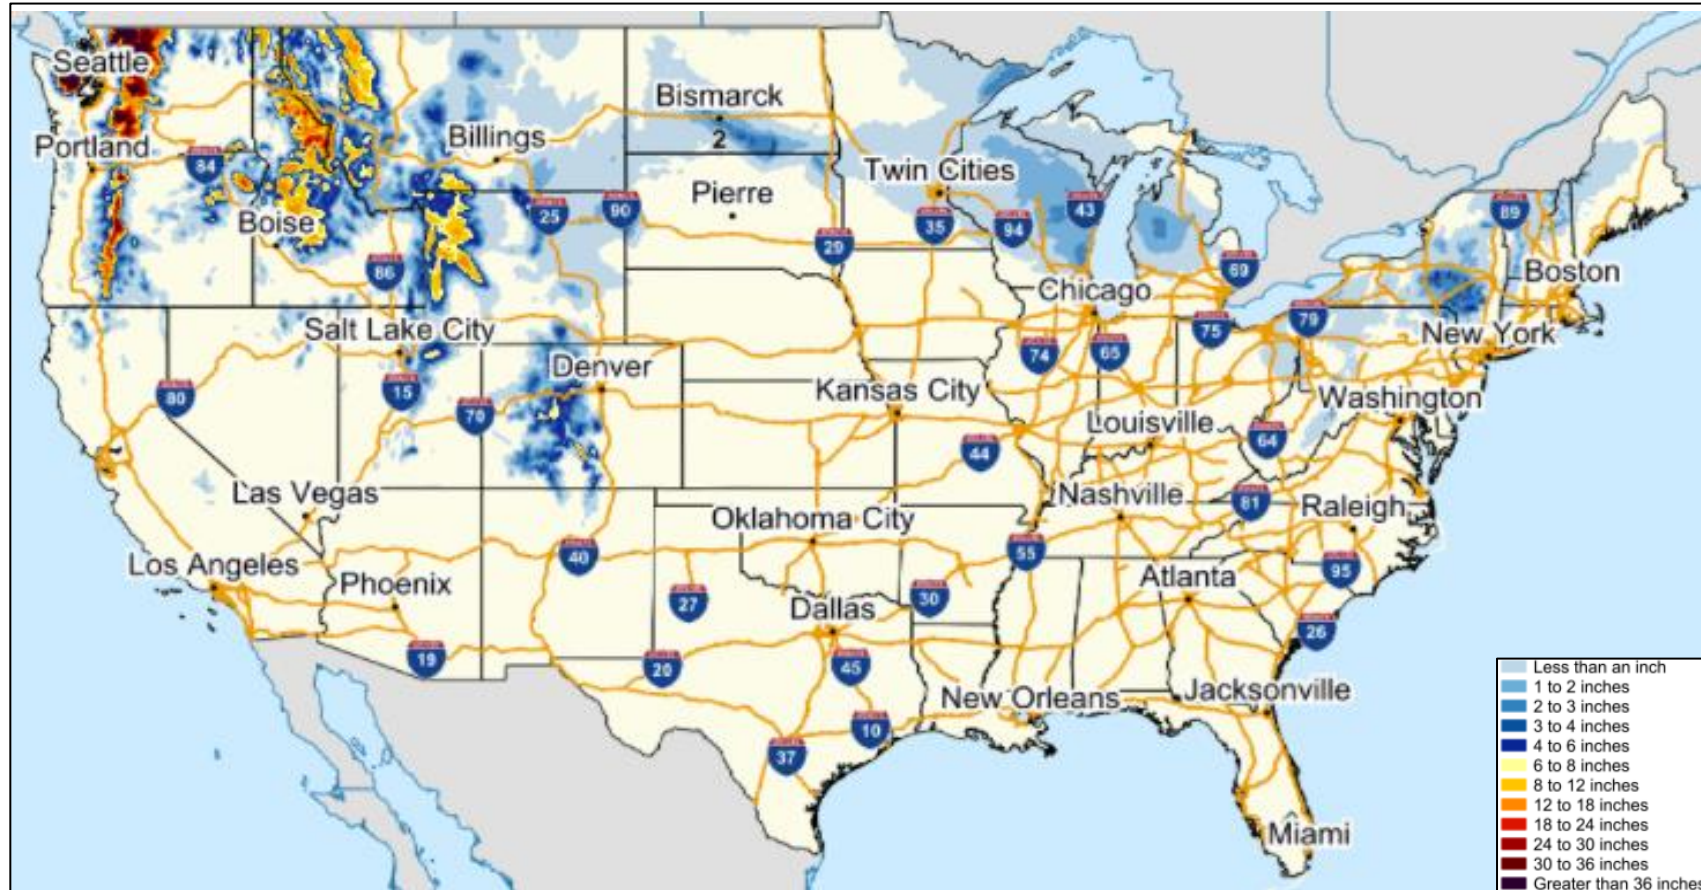 Seattle
Bismarck
2
Billings
Portland
84
Twin Cities
Pierre
Boise
25
90
43
89
35
94
29
86
69
Boston
Chicago
79
Salt Lake City
75
New York
74
65
Denver
15
80
Kansas City
Washington
70
Louisville
64
44
Las Vegas
Nashville
81
Raleigh
Oklahoma City
40
55
Los Angeles
Phoenix
95
Atlanta
27
30
Dallas
26
19
20
45
New Orleans
Jacksonville
10
37
Miami
Less than an inch
1 to 2 inches
2 to 3 inches
3 to 4 inches
4 to 6 inches
6 to 8 inches
8 to 12 inches
12 to 18 inches
18 to 24 inches
24 to 30 inches
30 to 36 inches
Greater than 36 inches